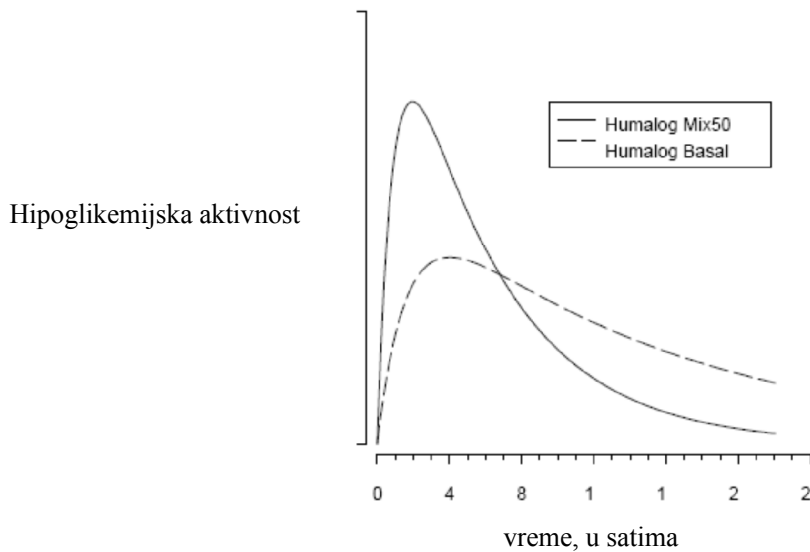 Humalog Mix50
Humalog Basal
Hipoglikemijska aktivnost
0 4 8 1 1 2 2
vreme, u satima